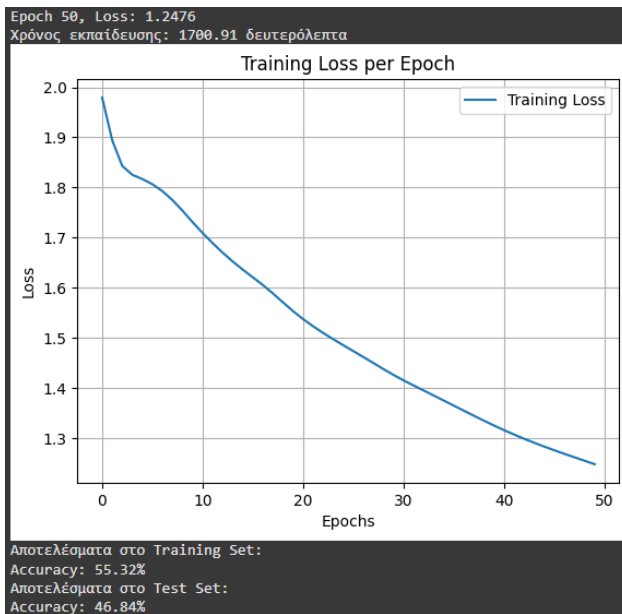 Epoch 50, Loss: 1.2476
Χρόνος εκπαίδευσης: 1700.91 δευτερόλεπτα
Training Loss per Epoch
Training Loss
2.0
1.9
1.8
1.7
1.6
1.5
1.4
1.3
Loss
0 10 20 30 40 50
Epochs
Αποτελέσματα στο Training Set:
Accuracy: 55.32%
Αποτελέσματα στο Test Set:
Accuracy: 46.84%